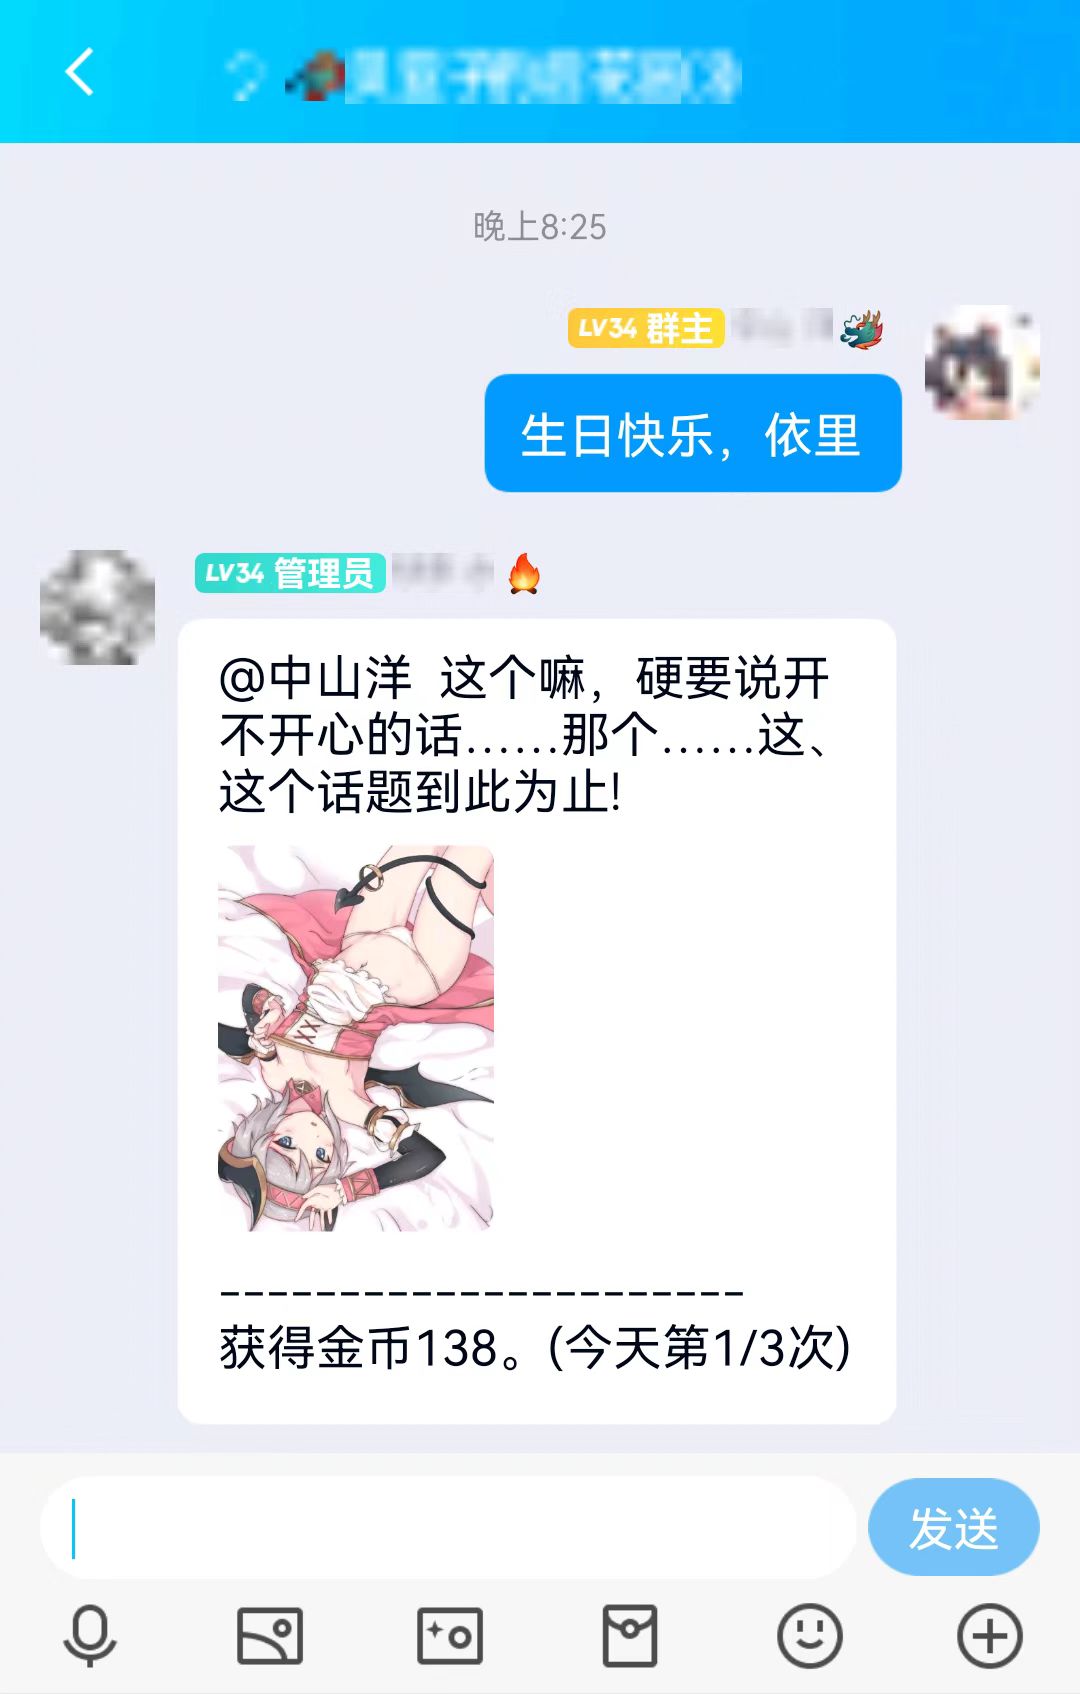 晚上8:25
LV34 群主
生日快乐，依里
LV34 管理员
@中山洋 这个嘛，硬要说开
不开心的话……那个……这、
这个话题到此为止!
----------------------
获得金币138。(今天第1/3次)
发送